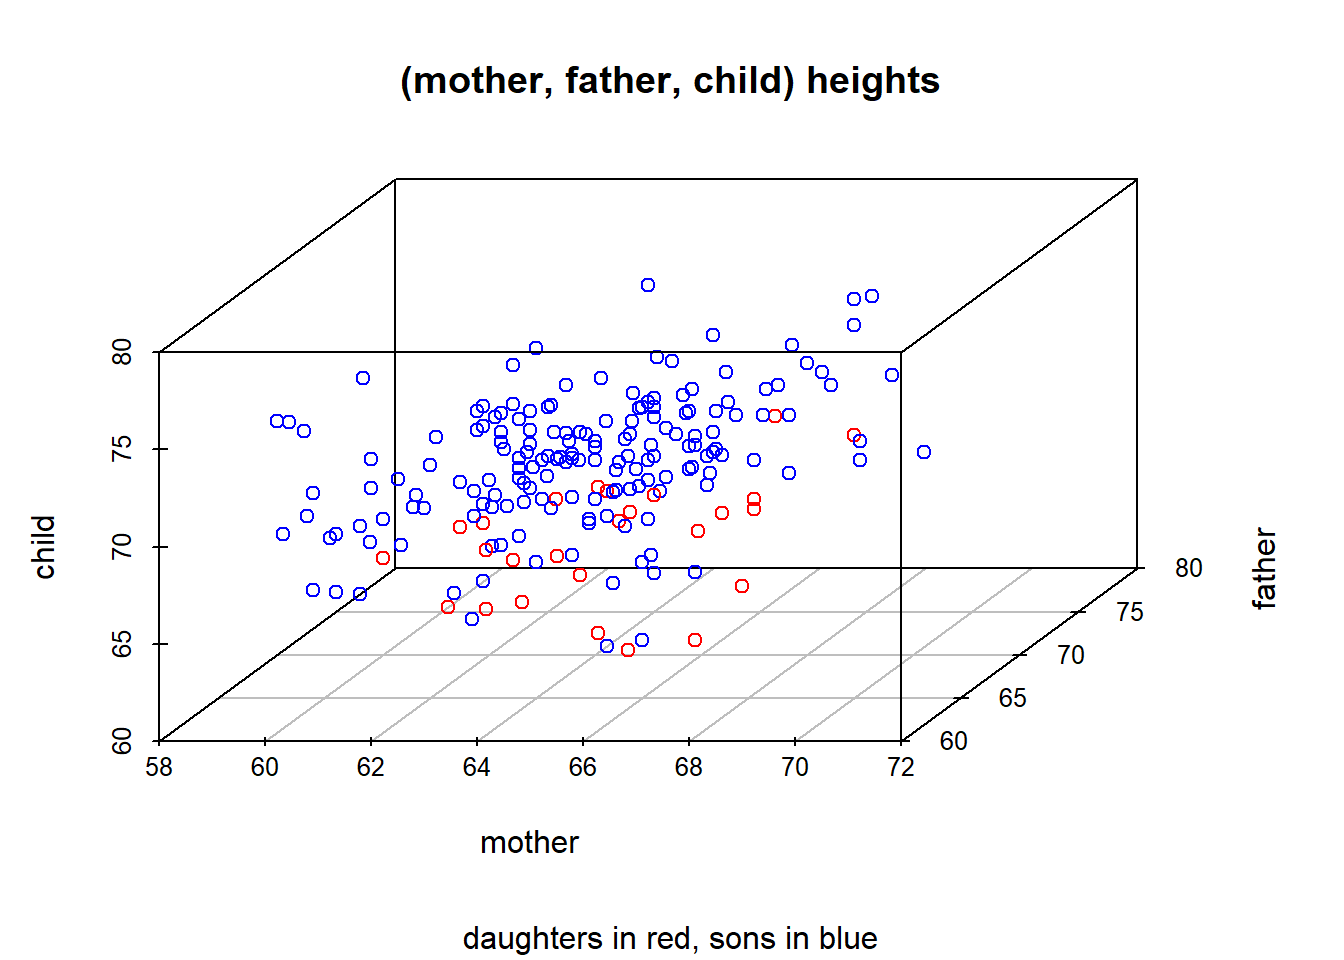 (mother, father, child) heights
80
75
70
65
60
child
58 60 62 64 66 68 70 72
mother
80
75
70
65
60
father
daughters in red, sons in blue